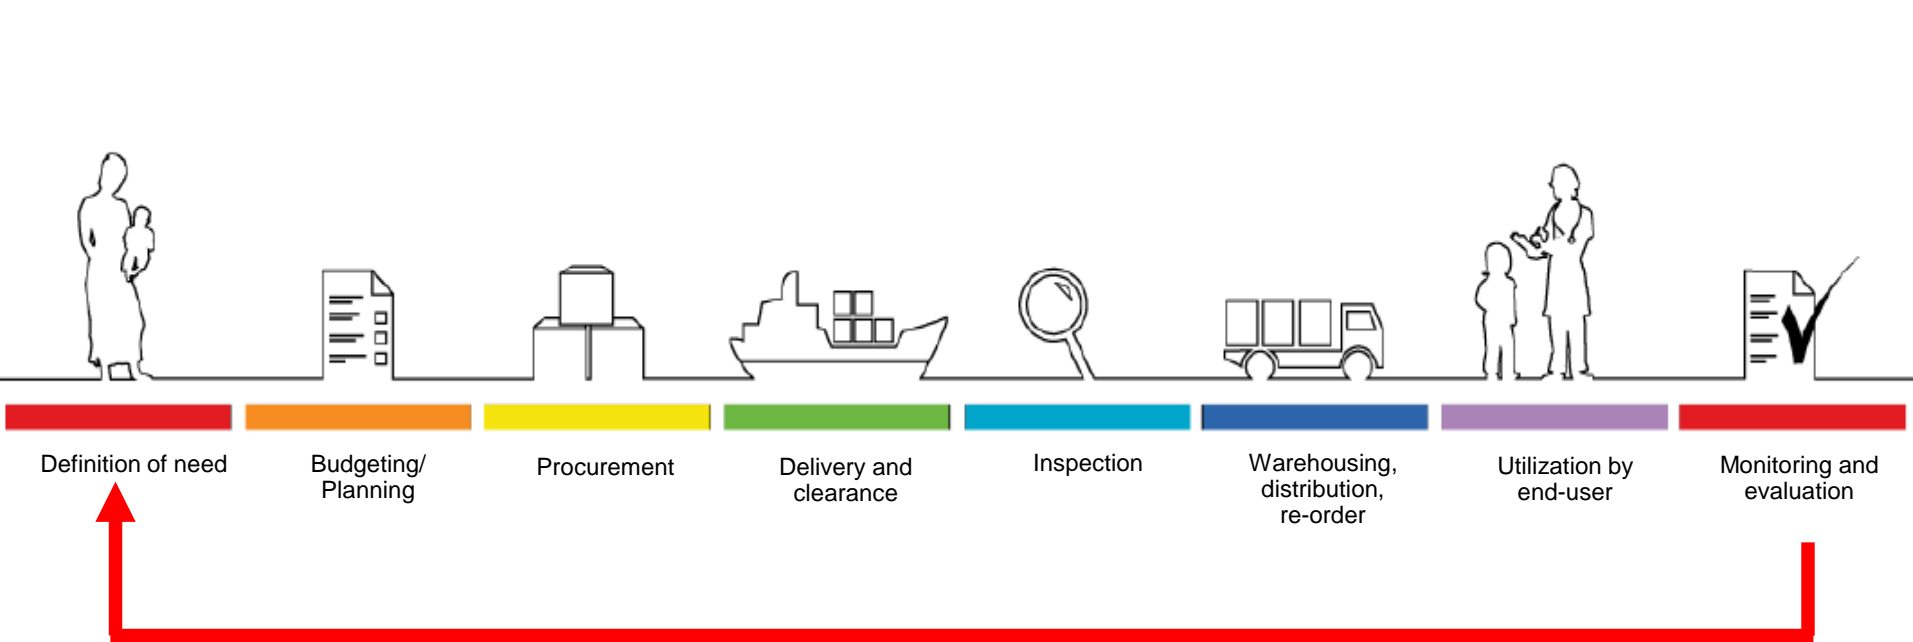 Definition of need
Budgeting/
Planning
Procurement
Delivery and
clearance
Inspection
Warehousing,
distribution,
re-order
Utilization by
end-user
Monitoring and
evaluation